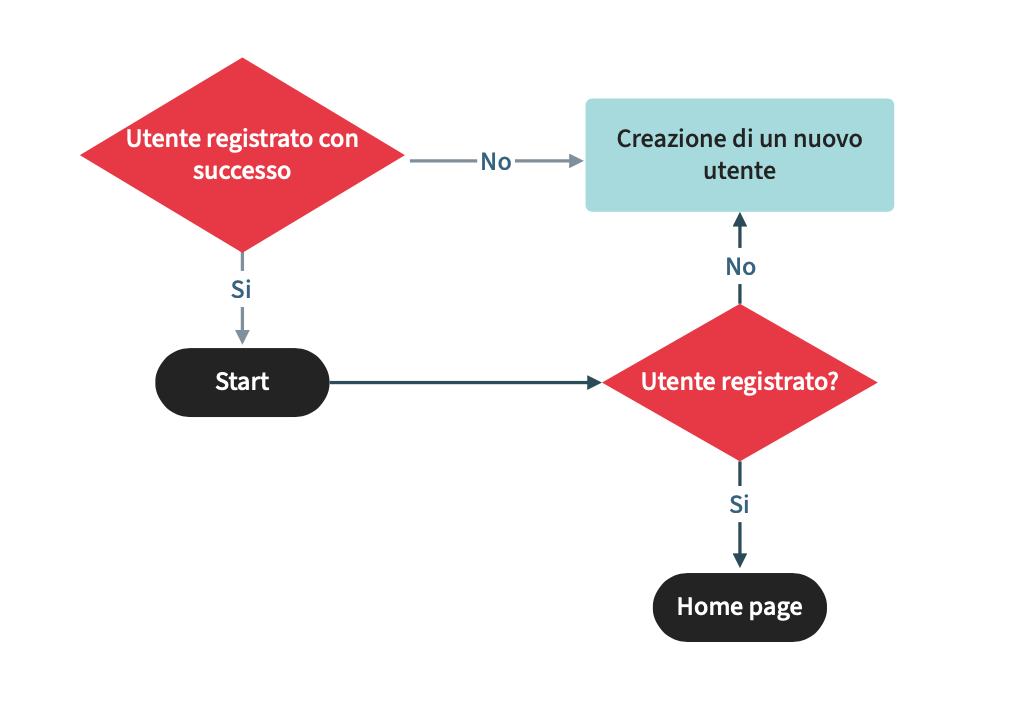 Utente registrato con
successo
No
Creazione di un nuovo
utente
Si
No
Start
Utente registrato?
Si
Home page